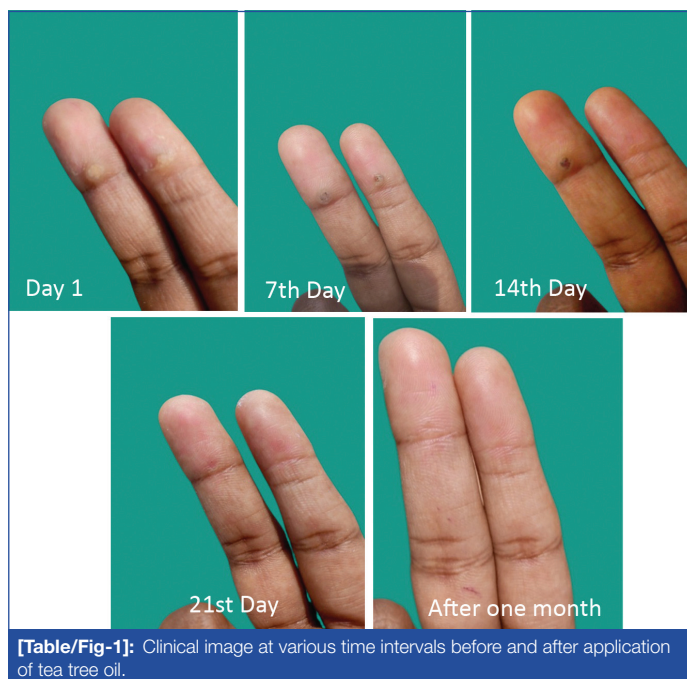 Day 1
7th Day
14th Day
21st Day
After one month
[Table/Fig-1]: Clinical image at various time intervals before and after application
of tea tree oil.